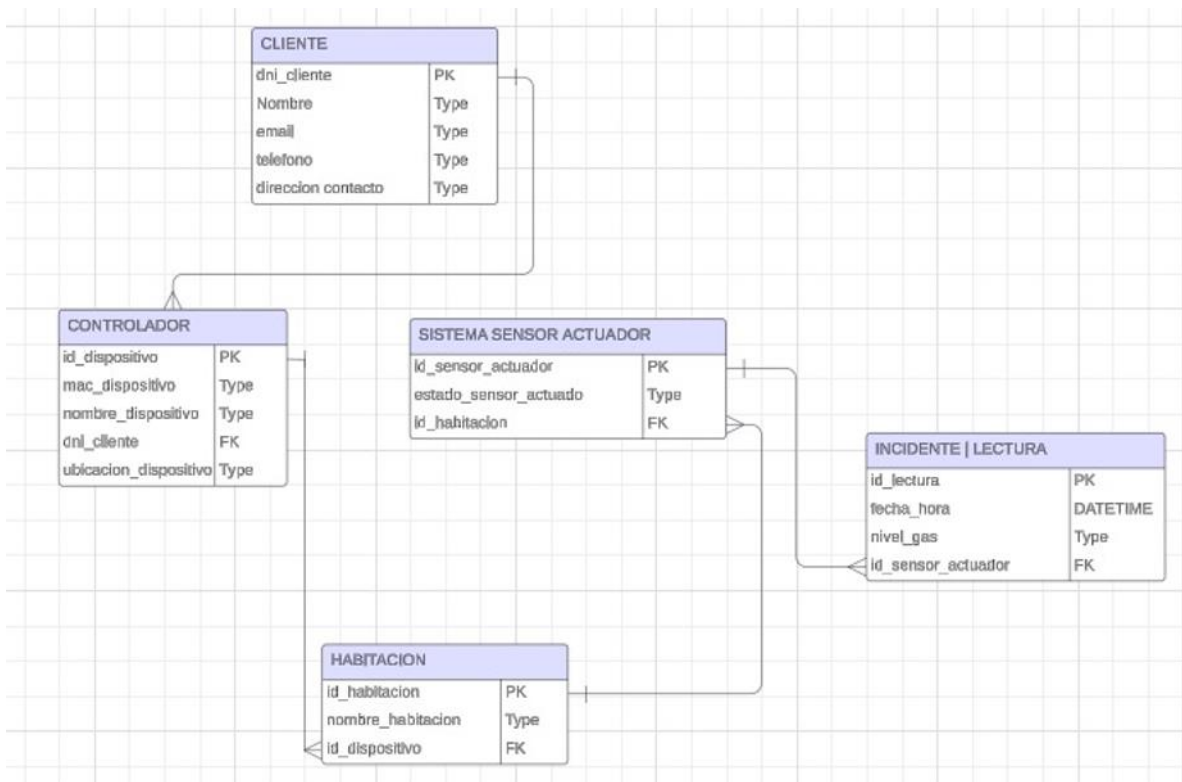 CLIENTE
dni_cliente PK
Nombre Type
email Type
telefono Type
direccion contacto Type
CONTROLADOR
id_dispositivo PK
mac_dispositivo Type
nombre_dispositivo Type
dni_cliente FK
ubicacion_dispositivo Type
SISTEMA SENSOR ACTUADOR
id_sensor_actuador PK
estado_sensor_actuado Type
id_habitacion FK
INCIDENTE | LECTURA
id_lectura PK
fecha_hora DATETIME
nivel_gas Type
id_sensor_actuador FK
HABITACION
id_habitacion PK
nombre_habitacion Type
id_dispositivo FK